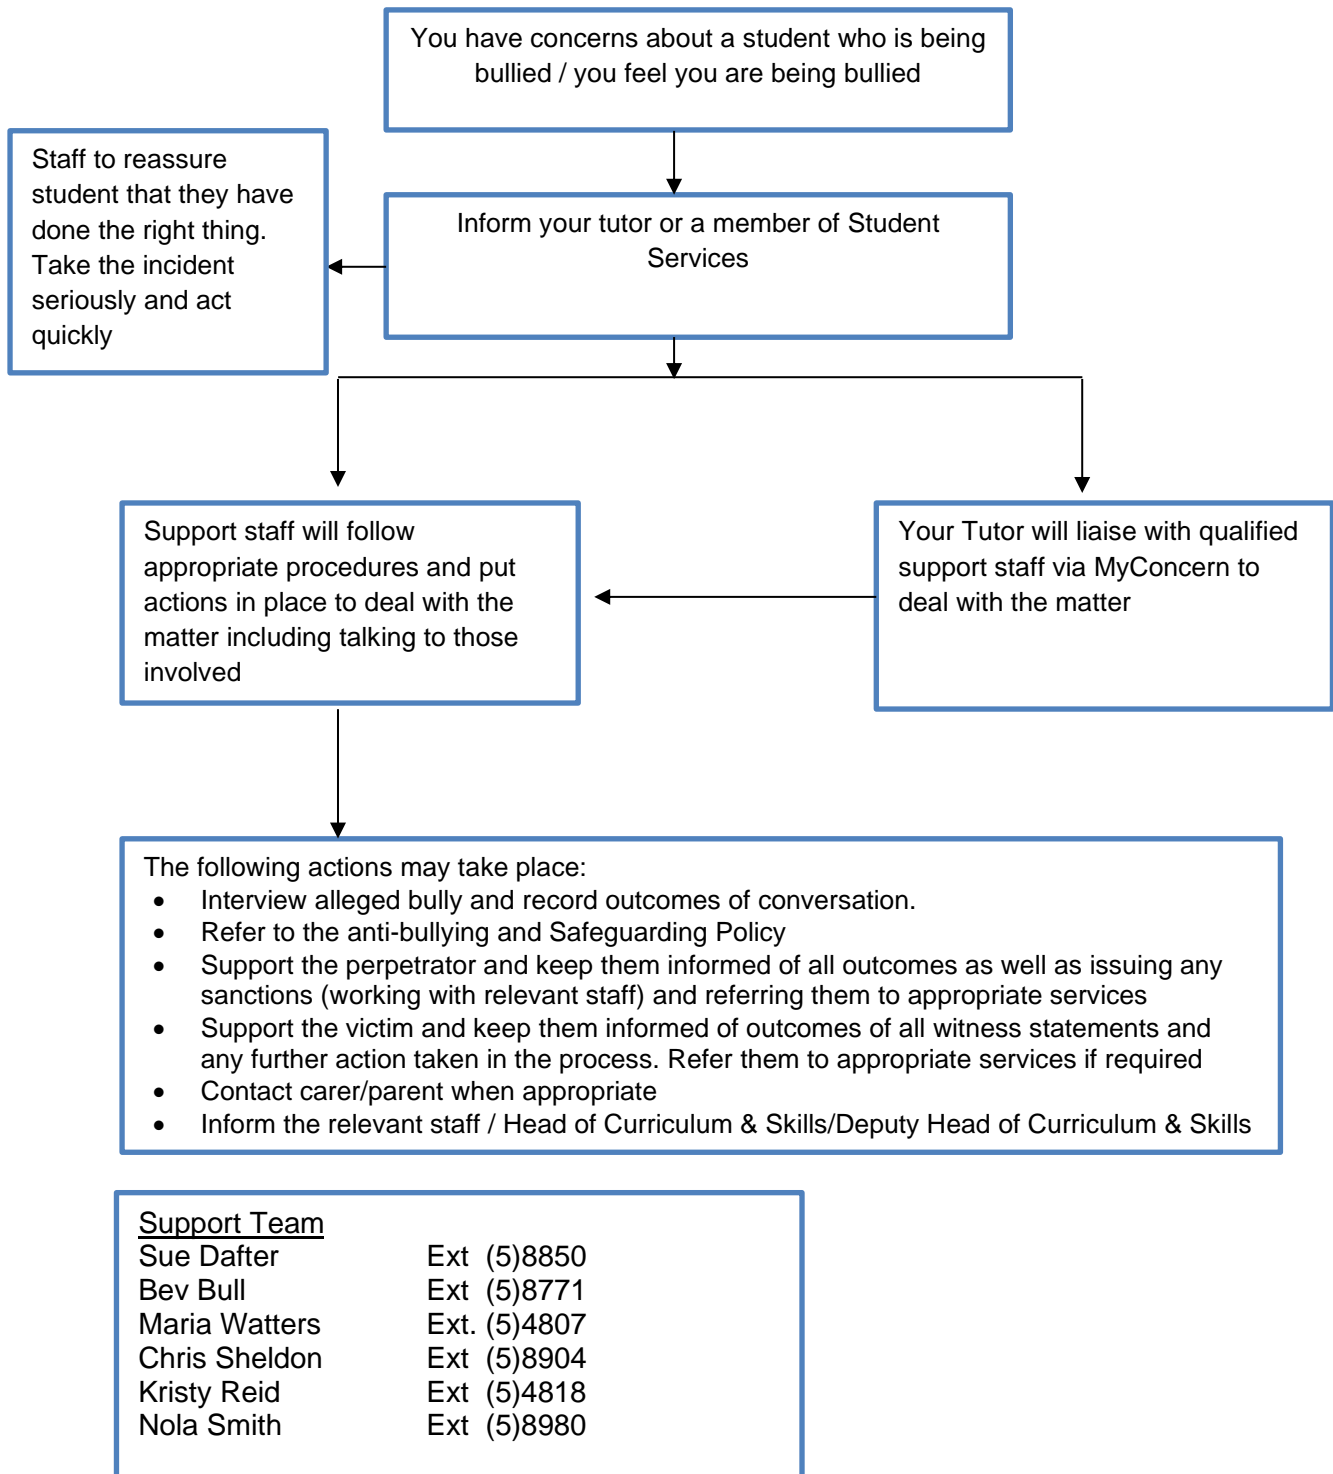 You have concerns about a student who is being
bullied / you feel you are being bullied
Staff to reassure
student that they have
done the right thing.
Take the incident
seriously and act
quickly
Inform your tutor or a member of Student
Services
Support staff will follow
appropriate procedures and put
actions in place to deal with the
matter including talking to those
involved
Your Tutor will liaise with qualified
support staff via MyConcern to
deal with the matter
The following actions may take place:
• Interview alleged bully and record outcomes of conversation.
• Refer to the anti-bullying and Safeguarding Policy
• Support the perpetrator and keep them informed of all outcomes as well as issuing any
sanctions (working with relevant staff) and referring them to appropriate services
• Support the victim and keep them informed of outcomes of all witness statements and
any further action taken in the process. Refer them to appropriate services if required
• Contact carer/parent when appropriate
• Inform the relevant staff / Head of Curriculum & Skills/Deputy Head of Curriculum & Skills
Support Team
Sue Dafter Ext (5)8850
Bev Bull Ext (5)8771
Maria Watters Ext. (5)4807
Chris Sheldon Ext (5)8904
Kristy Reid Ext (5)4818
Nola Smith Ext (5)8980